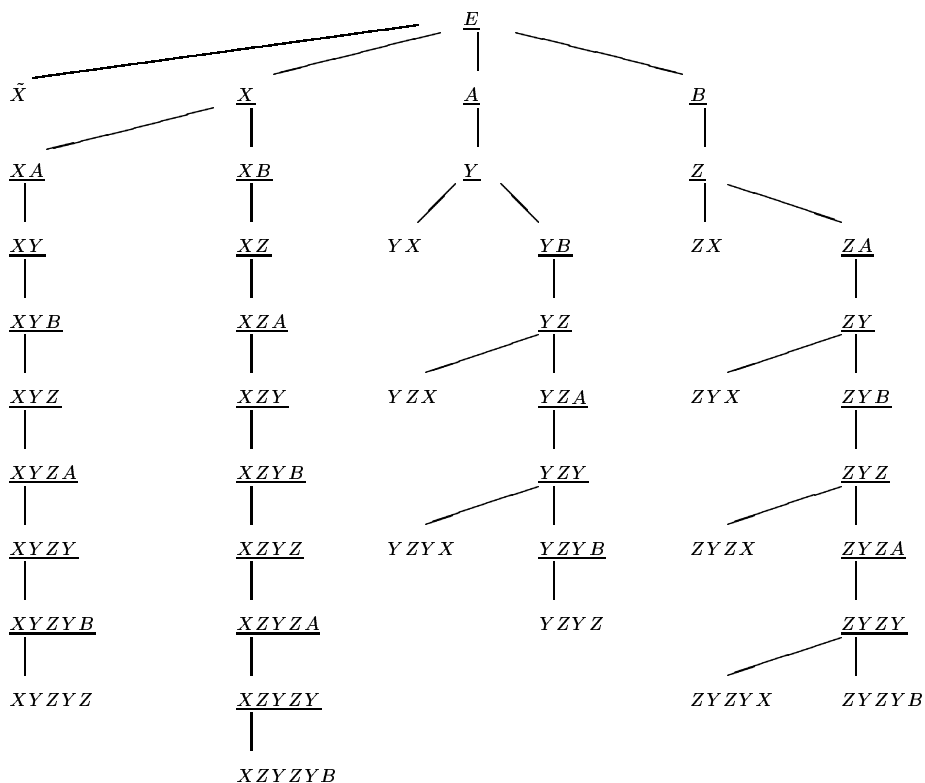 E
X̃ X A B
XA XB Y Z
XY XZ YX YB ZX ZA
XYB XZA YZ ZY
XYZ XZY YZX YZA ZYX ZYB
XYZA XZYB YZY ZYZ
XYZY XZYZ YZYX YZYB ZYZX ZYZA
XYZYB XZYZA YZYZ ZYZY
XYZYZ XZYZY ZYZYX ZYZYB
XZYZYB